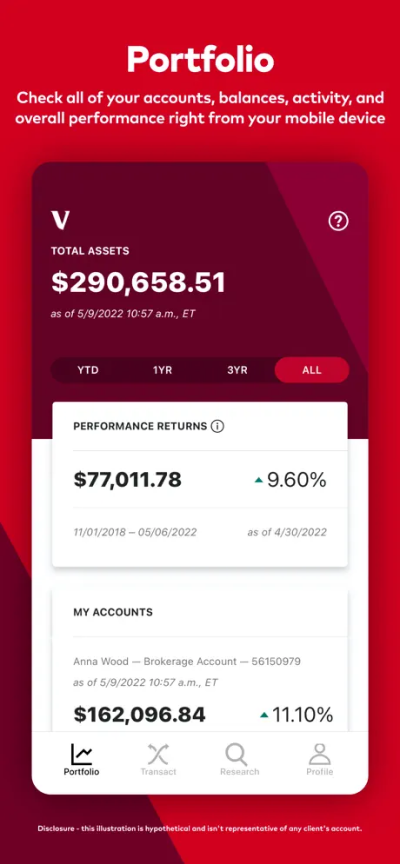 Portfolio
Check all of your accounts, balances, activity, and
overall performance right from your mobile device
V
TOTAL ASSETS
$290,658.51
as of 5/9/2022 10:57 a.m., ET
YTD 1YR 3YR ALL
PERFORMANCE RETURNS
$77,011.78 9.60%
11/01/2018 – 05/06/2022 as of 4/30/2022
MY ACCOUNTS
Anna Wood — Brokerage Account — 56150979
as of 5/9/2022 10:57 a.m., ET
$162,096.84 11.10%
Portfolio Transact Research Profile
Disclosure - this illustration is hypothetical and isn't representative of any client's account.